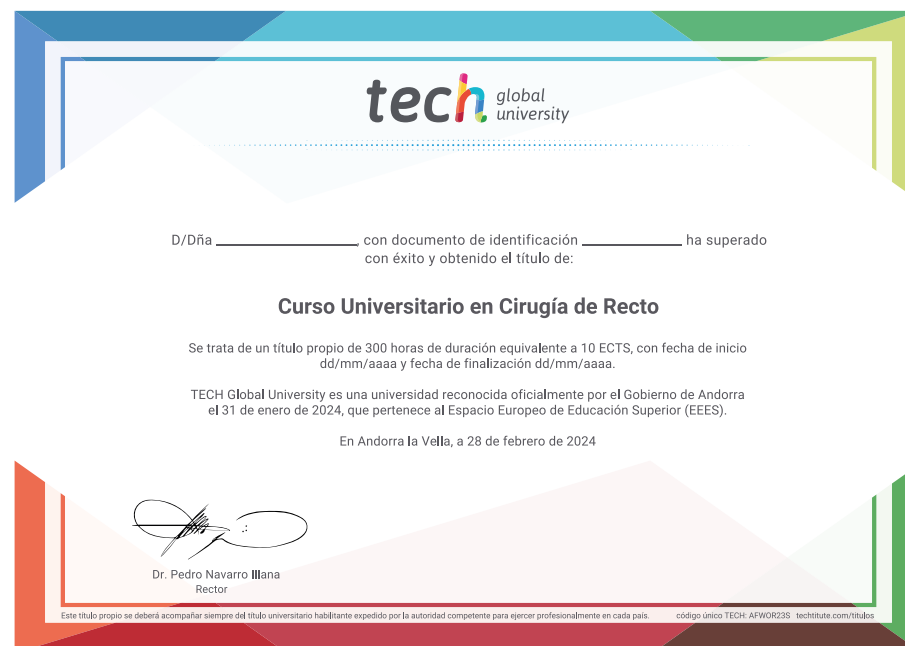 tech global
university
D/Dña , con documento de identificación ha superado
con éxito y obtenido el título de:
Curso Universitario en Cirugía de Recto
Se trata de un título propio de 300 horas de duración equivalente a 10 ECTS, con fecha de inicio
dd/mm/aaaa y fecha de finalización dd/mm/aaaa.
TECH Global University es una universidad reconocida oficialmente por el Gobierno de Andorra
el 31 de enero de 2024, que pertenece al Espacio Europeo de Educación Superior (EEES).
En Andorra la Vella, a 28 de febrero de 2024
Dr. Pedro Navarro Illana
Rector
Este título propio se deberá acompañar siempre del título universitario habilitante expedido por la autoridad competente para ejercer profesionalmente en cada país. código único TECH: AFWOR23S techtitute.com/titulos